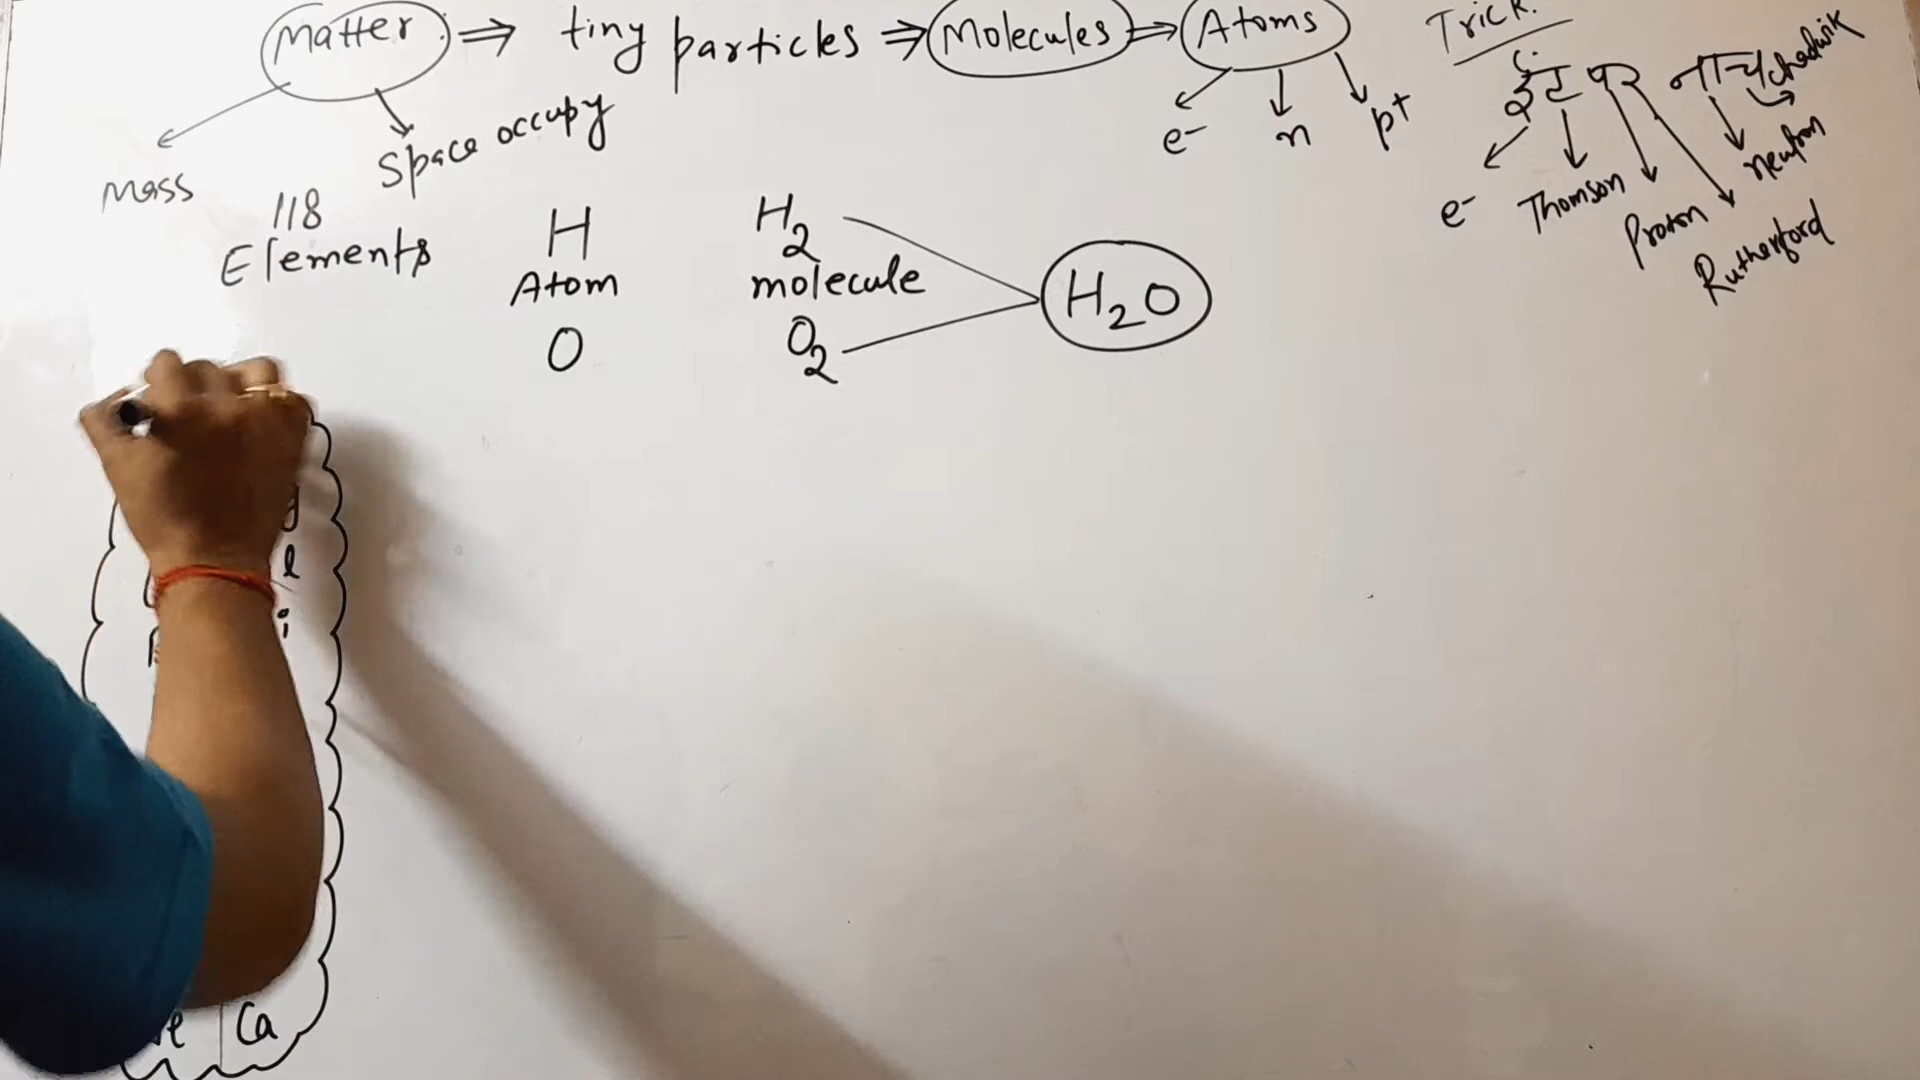 Matter ⇒ tiny particles ⇒ Molecules ⇒ Atoms
Mass
Space occupy
e- n p+
Trick.
ईंट पर नाच
chadwik
neutron
e- Thomson Proton Rutherford
118
Elements
H
Atom
O
H2
molecule
O2
H2O
l
i
Ca